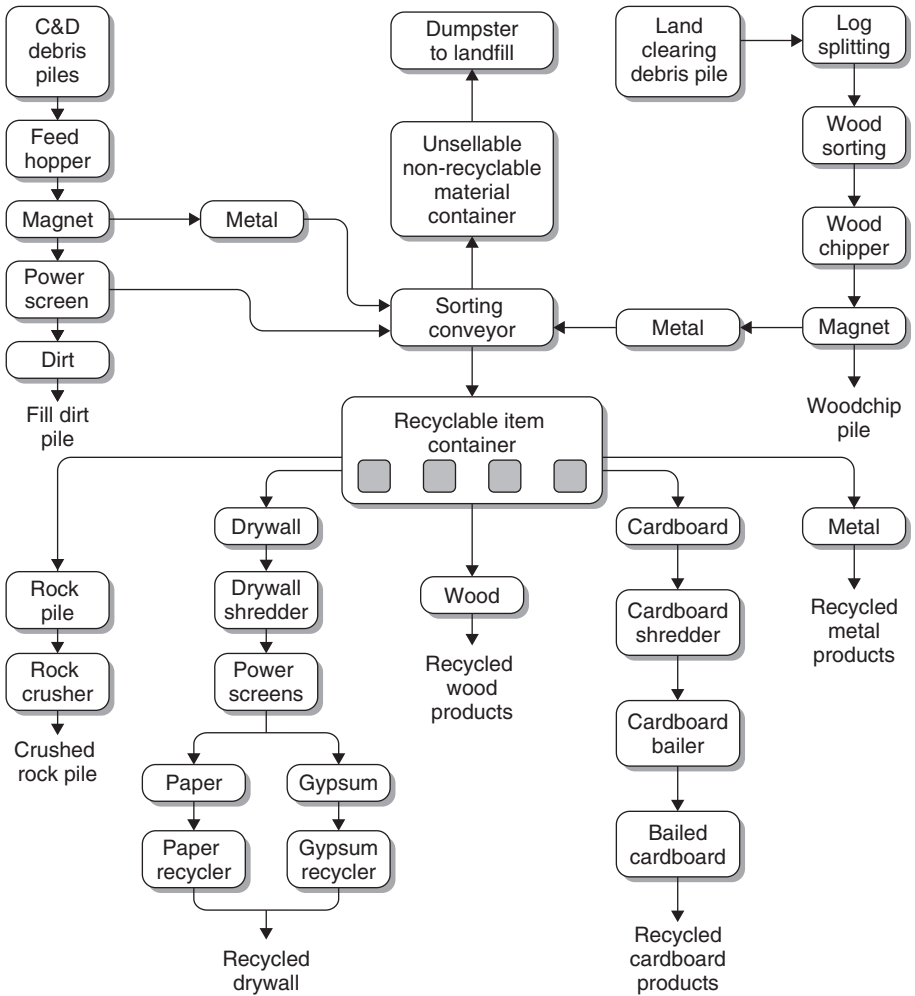 C&D
debris
piles
Dumpster
to landfill
Land
clearing
debris pile
Log
splitting
Feed
hopper
Unsellable
non-recyclable
material
container
Wood
sorting
Magnet
Metal
Wood
chipper
Power
screen
Sorting
conveyor
Metal
Magnet
Dirt
Fill dirt
pile
Woodchip
pile
Recyclable item
container
Drywall
Cardboard
Metal
Rock
pile
Drywall
shredder
Wood
Cardboard
shredder
Recycled
metal
products
Rock
crusher
Power
screens
Recycled
wood
products
Cardboard
bailer
Crushed
rock pile
Paper
Gypsum
Paper
recycler
Gypsum
recycler
Bailed
cardboard
Recycled
drywall
Recycled
cardboard
products